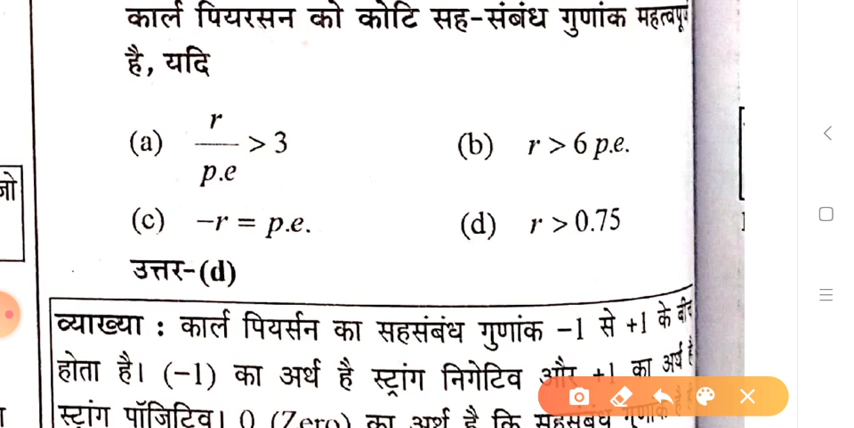 कार्ल पियरसन को कोटि सह-संबंध गुणांक महत्वपूर्ण
है, यदि
(a) r/p.e > 3 (b) r > 6 p.e.
(c) –r = p.e. (d) r > 0.75
उत्तर–(d)
व्याख्या : कार्ल पियर्सन का सहसंबंध गुणांक –1 से +1 के बीच
होता है। (–1) का अर्थ है स्ट्रांग निगेटिव और +1 का अर्थ है
स्ट्रांग पॉजिटिव। 0 (Zero) का अर्थ है कि सहसंबंध गुणांक